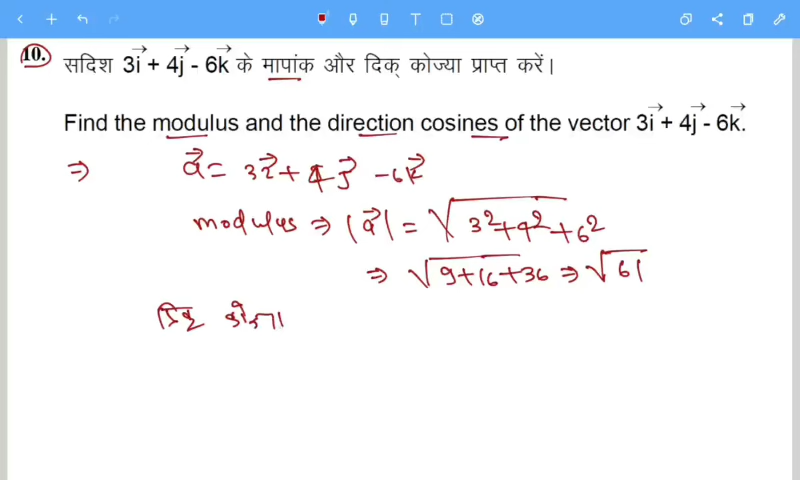 10. सदिश 3i⃗ + 4j⃗ - 6k⃗ के मापांक और दिक् कोज्या प्राप्त करें।
Find the modulus and the direction cosines of the vector 3i⃗ + 4j⃗ - 6k⃗.
⇒ a⃗ = 3i⃗ + 4j⃗ - 6k⃗
modulus ⇒ |a⃗| = √(3² + 4² + 6²)
⇒ √(9+16+36) ⇒ √61
दिक्